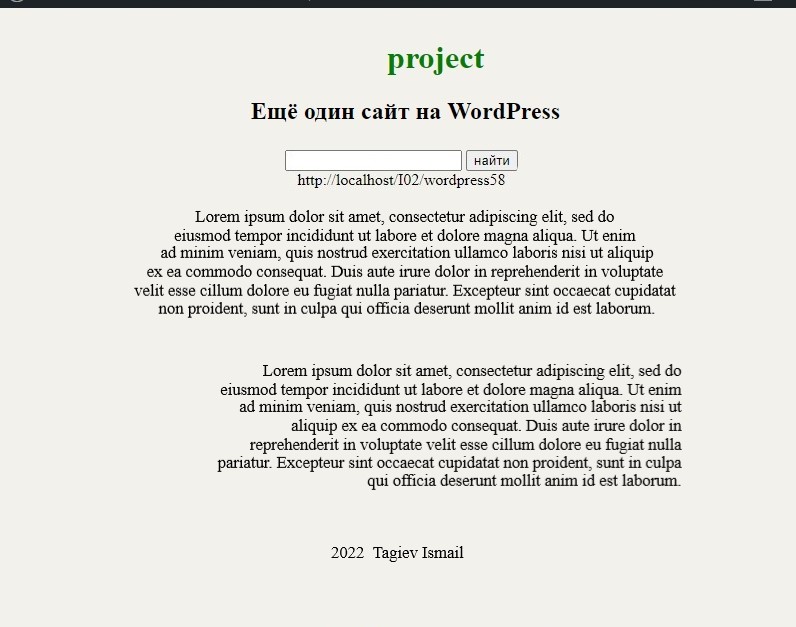 project
Ещё один сайт на WordPress
найти
http://localhost/I02/wordpress58
Lorem ipsum dolor sit amet, consectetur adipiscing elit, sed do
eiusmod tempor incididunt ut labore et dolore magna aliqua. Ut enim
ad minim veniam, quis nostrud exercitation ullamco laboris nisi ut aliquip
ex ea commodo consequat. Duis aute irure dolor in reprehenderit in voluptate
velit esse cillum dolore eu fugiat nulla pariatur. Excepteur sint occaecat cupidatat
non proident, sunt in culpa qui officia deserunt mollit anim id est laborum.
Lorem ipsum dolor sit amet, consectetur adipiscing elit, sed do
eiusmod tempor incididunt ut labore et dolore magna aliqua. Ut enim
ad minim veniam, quis nostrud exercitation ullamco laboris nisi ut
aliquip ex ea commodo consequat. Duis aute irure dolor in
reprehenderit in voluptate velit esse cillum dolore eu fugiat nulla
pariatur. Excepteur sint occaecat cupidatat non proident, sunt in culpa
qui officia deserunt mollit anim id est laborum.
2022 Tagiev Ismail